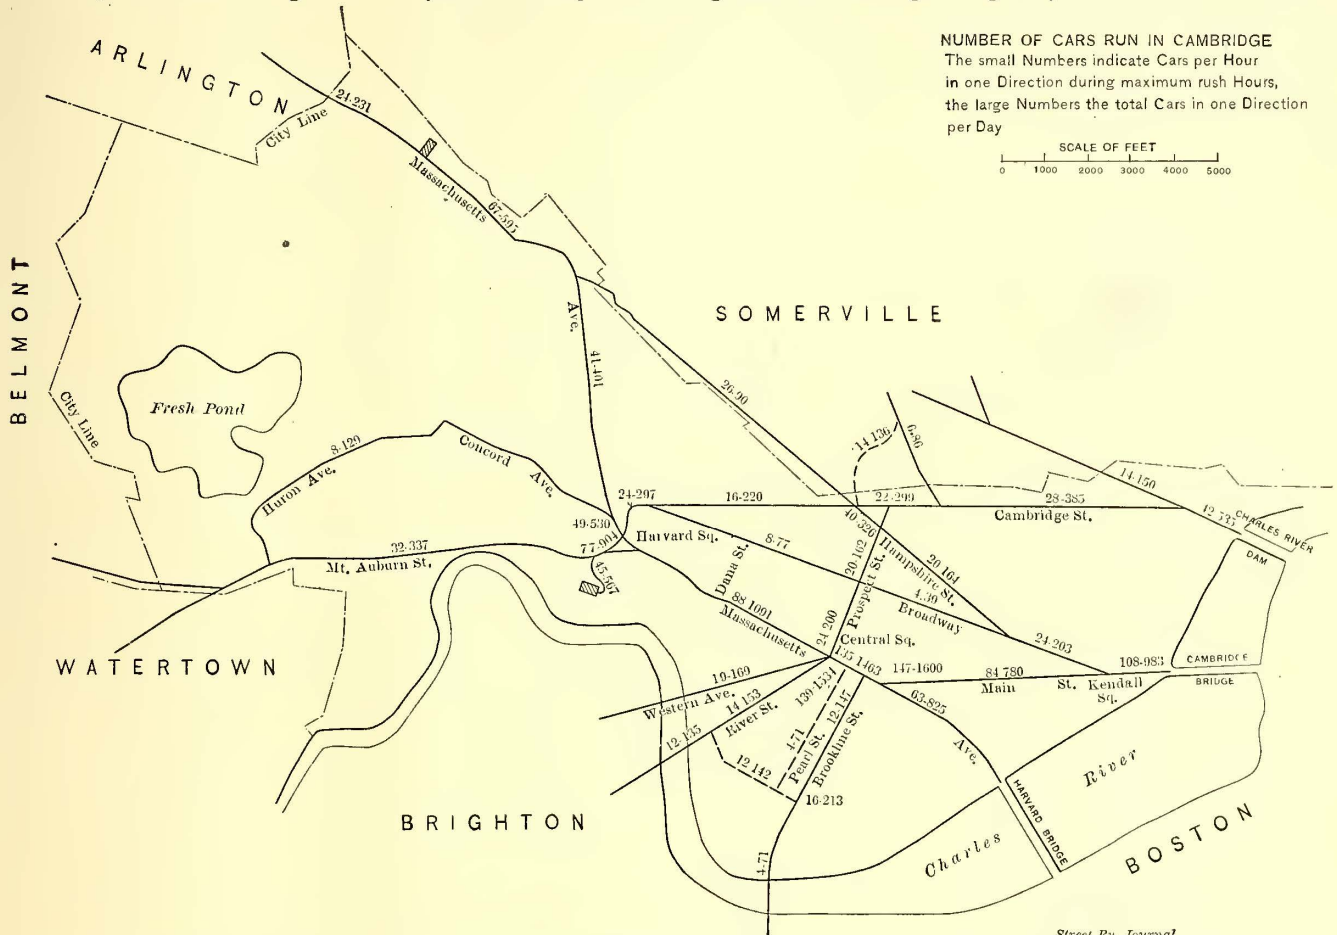 NUMBER OF CARS RUN IN CAMBRIDGE
The small Numbers indicate Cars per Hour
in one Direction during maximum rush Hours,
the large Numbers the total Cars in one Direction
per Day
SCALE OF FEET
0 1000 2000 3000 4000 5000
ARLINGTON
24-231
City Line
Massachusetts
67-595
BELMONT
SOMERVILLE
Ave.
41-401
26-90
Fresh Pond
City Line
8-129
Huron Ave.
Concord
Ave.
14 136
6-86
14-150
24-297
16-220
22-299
28-385
Cambridge St.
12-535
CHARLES RIVER
DAM
49-530
77-904
Harvard Sq.
40-326
Hampshire St.
8-77
Dana St.
20-162
Prospect St.
20 164
32-337
Mt. Auburn St.
45-567
4-39
Broadway
88 1091
Massachusetts
24 200
Central Sq.
24-203
WATERTOWN
135 1463
147-1600
84 780
Main St.
Kendall
Sq.
108-983
CAMBRIDGE
BRIDGE
19-169
Western Ave.
14 153
River St.
139-1534
12-147
63-825
Ave.
12-135
4-71
Pearl St.
Brookline St.
12 142
16-213
River
HARVARD BRIDGE
BRIGHTON
BOSTON
Charles
4-71
Street Ry. Journal